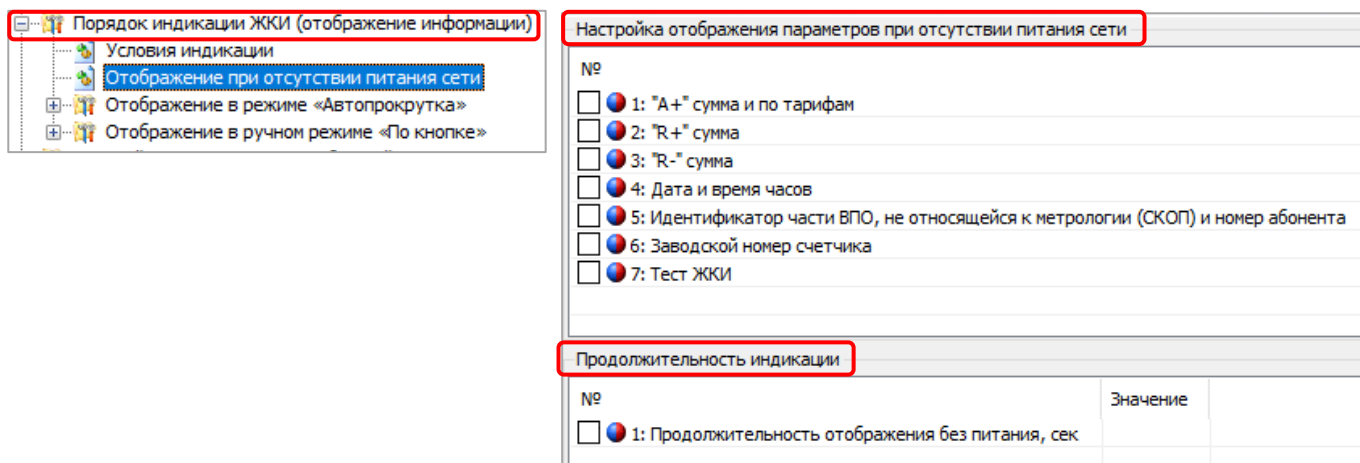 Порядок индикации ЖКИ (отображение информации)
Условия индикации
Отображение при отсутствии питания сети
Отображение в режиме «Автопрокрутка»
Отображение в ручном режиме «По кнопке»
Настройка отображения параметров при отсутствии питания сети
№
1: "A+" сумма и по тарифам
2: "R+" сумма
3: "R-" сумма
4: Дата и время часов
5: Идентификатор части ВПО, не относящейся к метрологии (СКОП) и номер абонента
6: Заводской номер счетчика
7: Тест ЖКИ
Продолжительность индикации
№ Значение
1: Продолжительность отображения без питания, сек